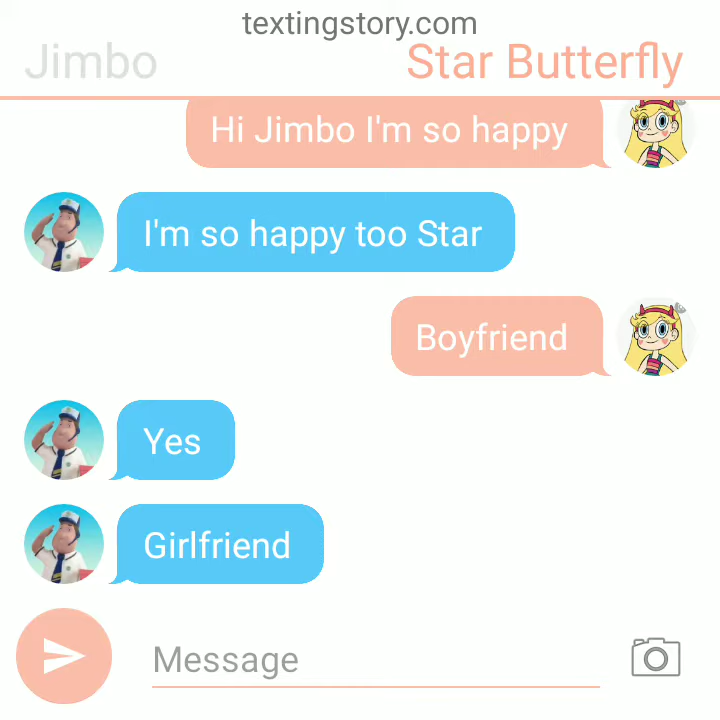 textingstory.com
Jimbo
Star Butterfly
Hi Jimbo I'm so happy
I'm so happy too Star
Boyfriend
Yes
Girlfriend
Message